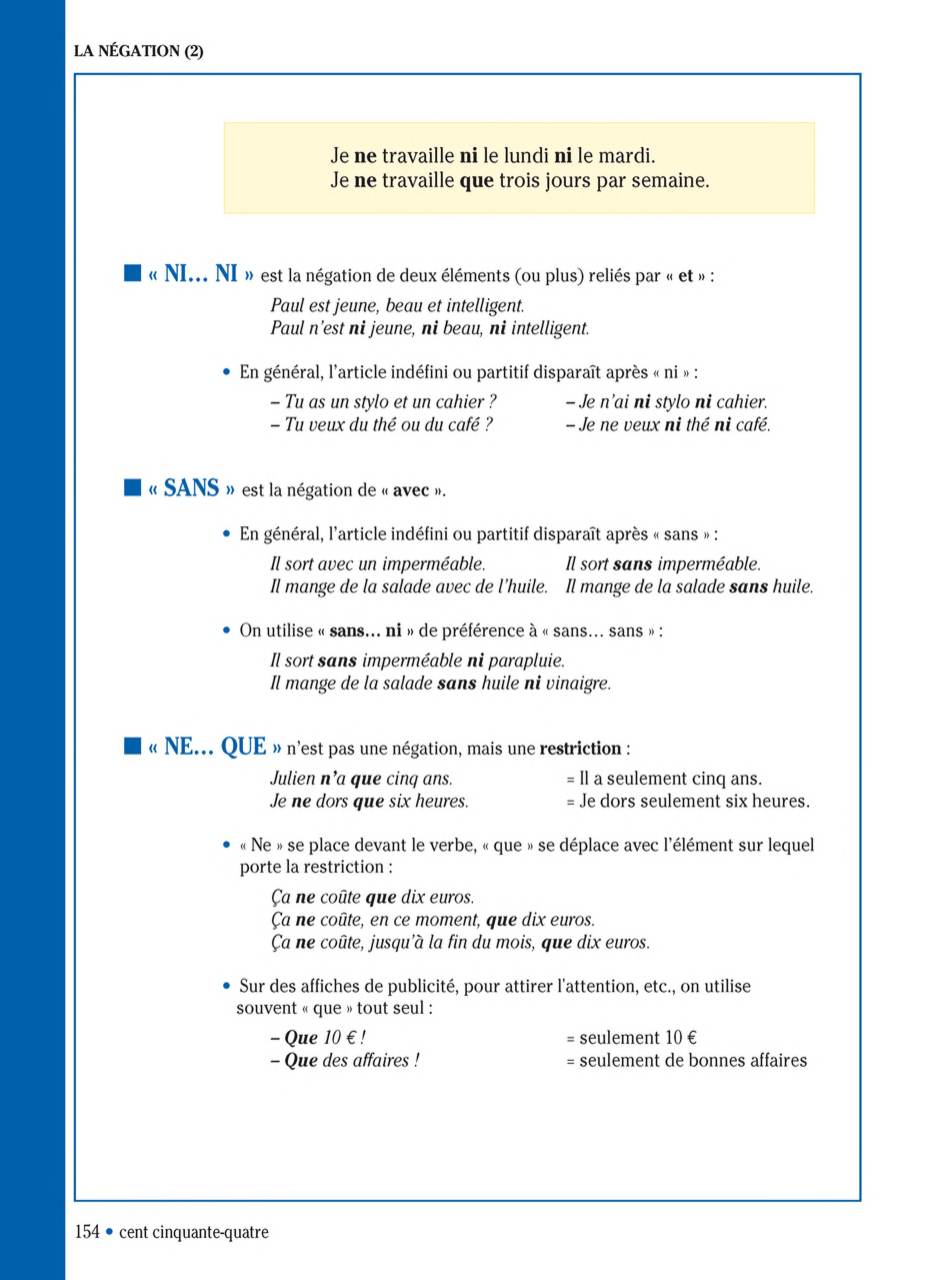 LA NÉGATION (2)
Je ne travaille ni le lundi ni le mardi.
Je ne travaille que trois jours par semaine.
■ « NI… NI » est la négation de deux éléments (ou plus) reliés par « et » :
Paul est jeune, beau et intelligent.
Paul n’est ni jeune, ni beau, ni intelligent.
• En général, l’article indéfini ou partitif disparaît après « ni » :
– Tu as un stylo et un cahier ? – Je n’ai ni stylo ni cahier.
– Tu veux du thé ou du café ? – Je ne veux ni thé ni café.
■ « SANS » est la négation de « avec ».
• En général, l’article indéfini ou partitif disparaît après « sans » :
Il sort avec un imperméable. Il sort sans imperméable.
Il mange de la salade avec de l’huile. Il mange de la salade sans huile.
• On utilise « sans… ni » de préférence à « sans… sans » :
Il sort sans imperméable ni parapluie.
Il mange de la salade sans huile ni vinaigre.
■ « NE… QUE » n’est pas une négation, mais une restriction :
Julien n’a que cinq ans. = Il a seulement cinq ans.
Je ne dors que six heures. = Je dors seulement six heures.
• « Ne » se place devant le verbe, « que » se déplace avec l’élément sur lequel
porte la restriction :
Ça ne coûte que dix euros.
Ça ne coûte, en ce moment, que dix euros.
Ça ne coûte, jusqu’à la fin du mois, que dix euros.
• Sur des affiches de publicité, pour attirer l'attention, etc., on utilise
souvent « que » tout seul :
– Que 10 € ! = seulement 10 €
– Que des affaires ! = seulement de bonnes affaires
154 • cent cinquante-quatre